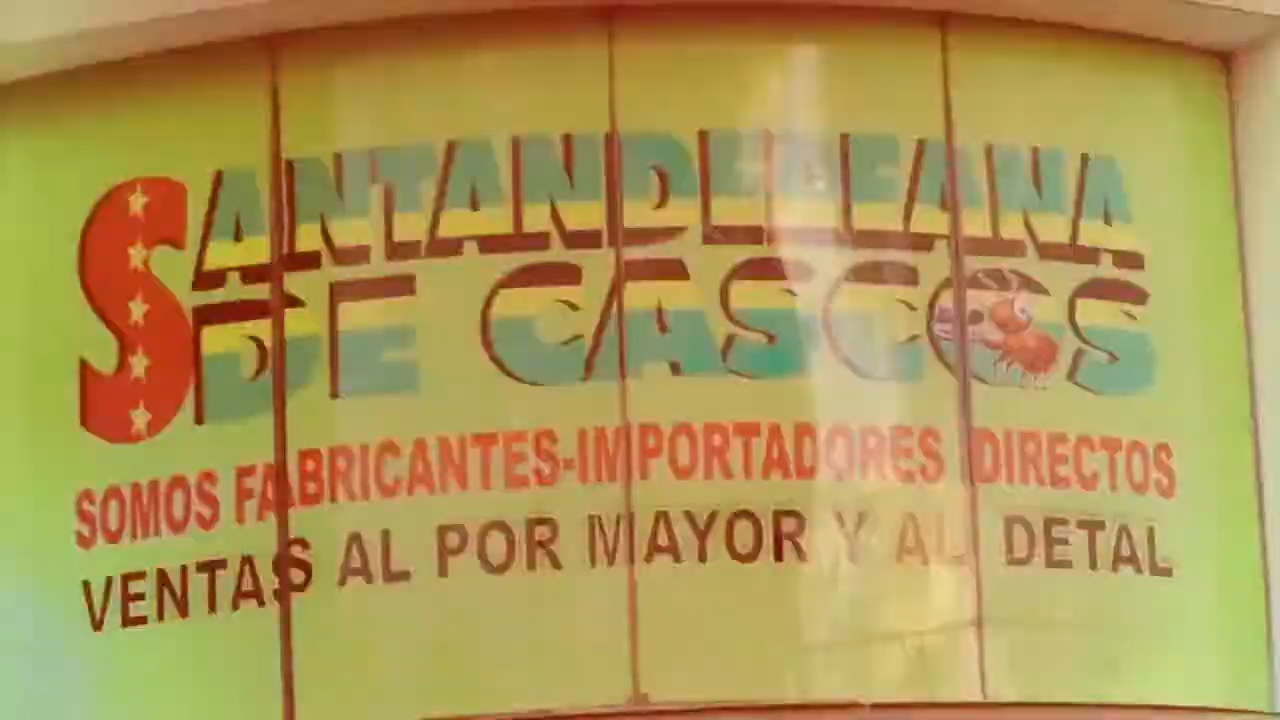 SANTANDEREANA
DE CASCOS
SOMOS FABRICANTES-IMPORTADORES DIRECTOS
VENTAS AL POR MAYOR Y AL DETAL